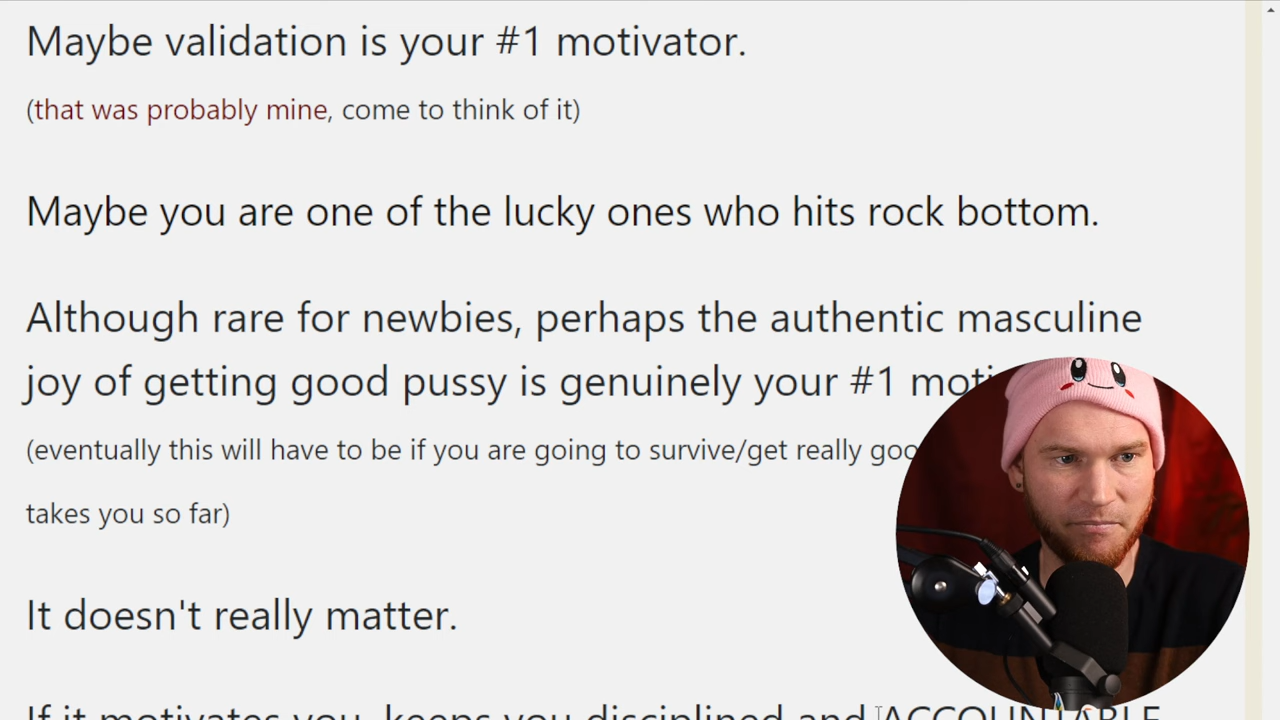 Maybe validation is your #1 motivator.
(that was probably mine, come to think of it)
Maybe you are one of the lucky ones who hits rock bottom.
Although rare for newbies, perhaps the authentic masculine
joy of getting good pussy is genuinely your #1
(eventually this will have to be if you are going to survive/get really
takes you so far)
It doesn't really matter.
If it motivates you, keeps you disciplined and ACCOUNTABLE